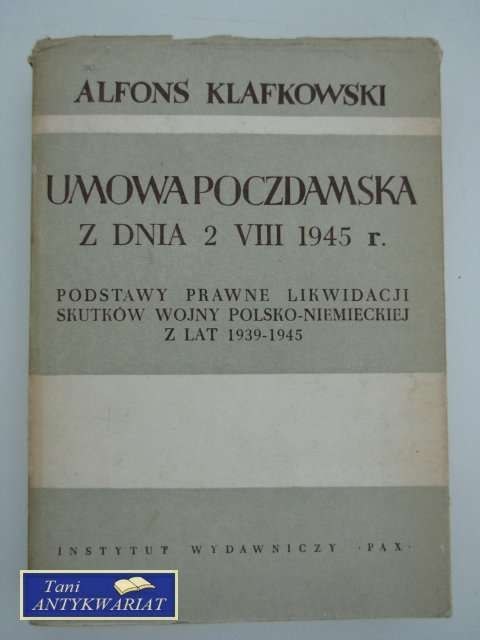 ALFONS KLAFKOWSKI
UMOWA POCZDAMSKA
Z DNIA 2 VIII 1945 r.
PODSTAWY PRAWNE LIKWIDACJI
SKUTKÓW WOJNY POLSKO-NIEMIECKIEJ
Z LAT 1939-1945
INSTYTUT WYDAWNICZY ·PAX·
Tani
ANTYKWARIAT